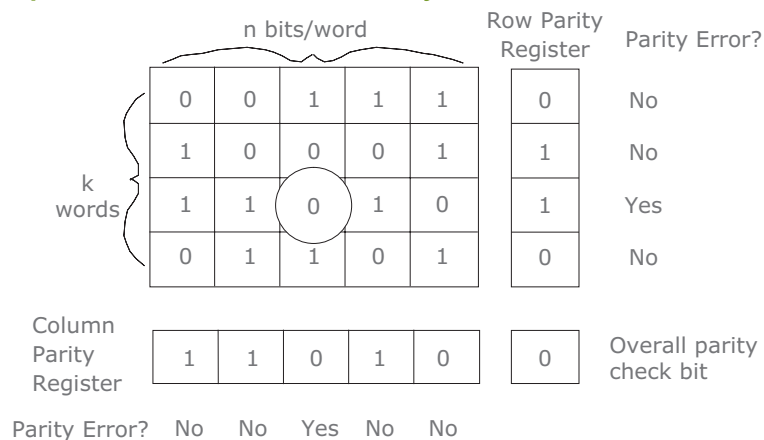 n bits/word
Row Parity
Register
Parity Error?
0 0 1 1 1 0 No
1 0 0 0 1 1 No
k
words
1 1 0 1 0 1 Yes
0 1 1 0 1 0 No
Column
Parity
Register
1 1 0 1 0 0
Overall parity
check bit
Parity Error? No No Yes No No